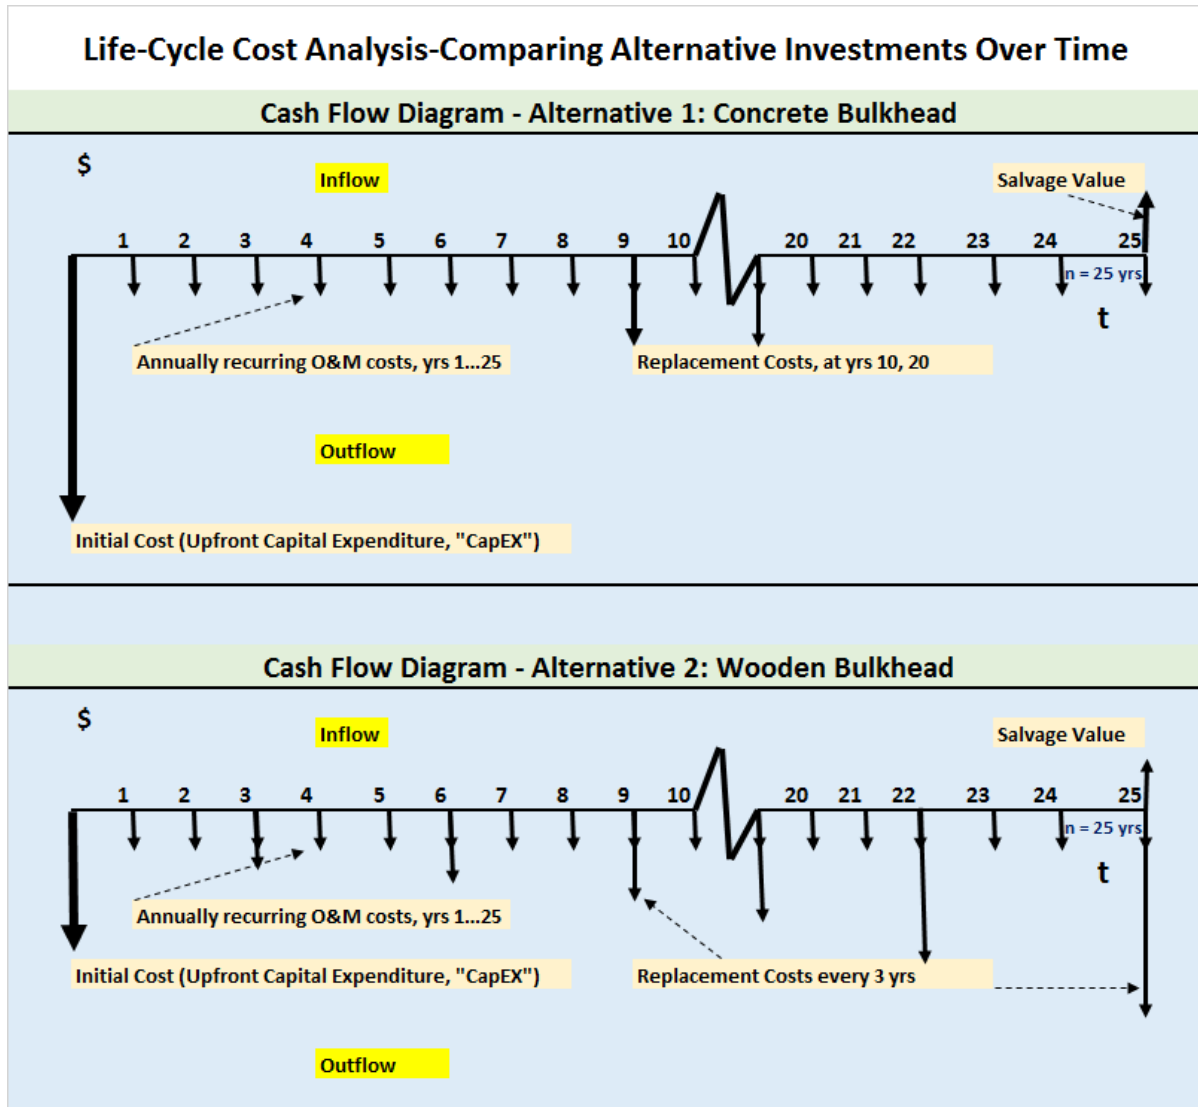 Life-Cycle Cost Analysis-Comparing Alternative Investments Over Time
Cash Flow Diagram - Alternative 1: Concrete Bulkhead
$
Inflow
Salvage Value
1 2 3 4 5 6 7 8 9 10 20 21 22 23 24 25
n = 25 yrs
t
Annually recurring O&M costs, yrs 1...25
Replacement Costs, at yrs 10, 20
Outflow
Initial Cost (Upfront Capital Expenditure, "CapEX")
Cash Flow Diagram - Alternative 2: Wooden Bulkhead
$
Inflow
Salvage Value
1 2 3 4 5 6 7 8 9 10 20 21 22 23 24 25
n = 25 yrs
t
Annually recurring O&M costs, yrs 1...25
Initial Cost (Upfront Capital Expenditure, "CapEX")
Replacement Costs every 3 yrs
Outflow